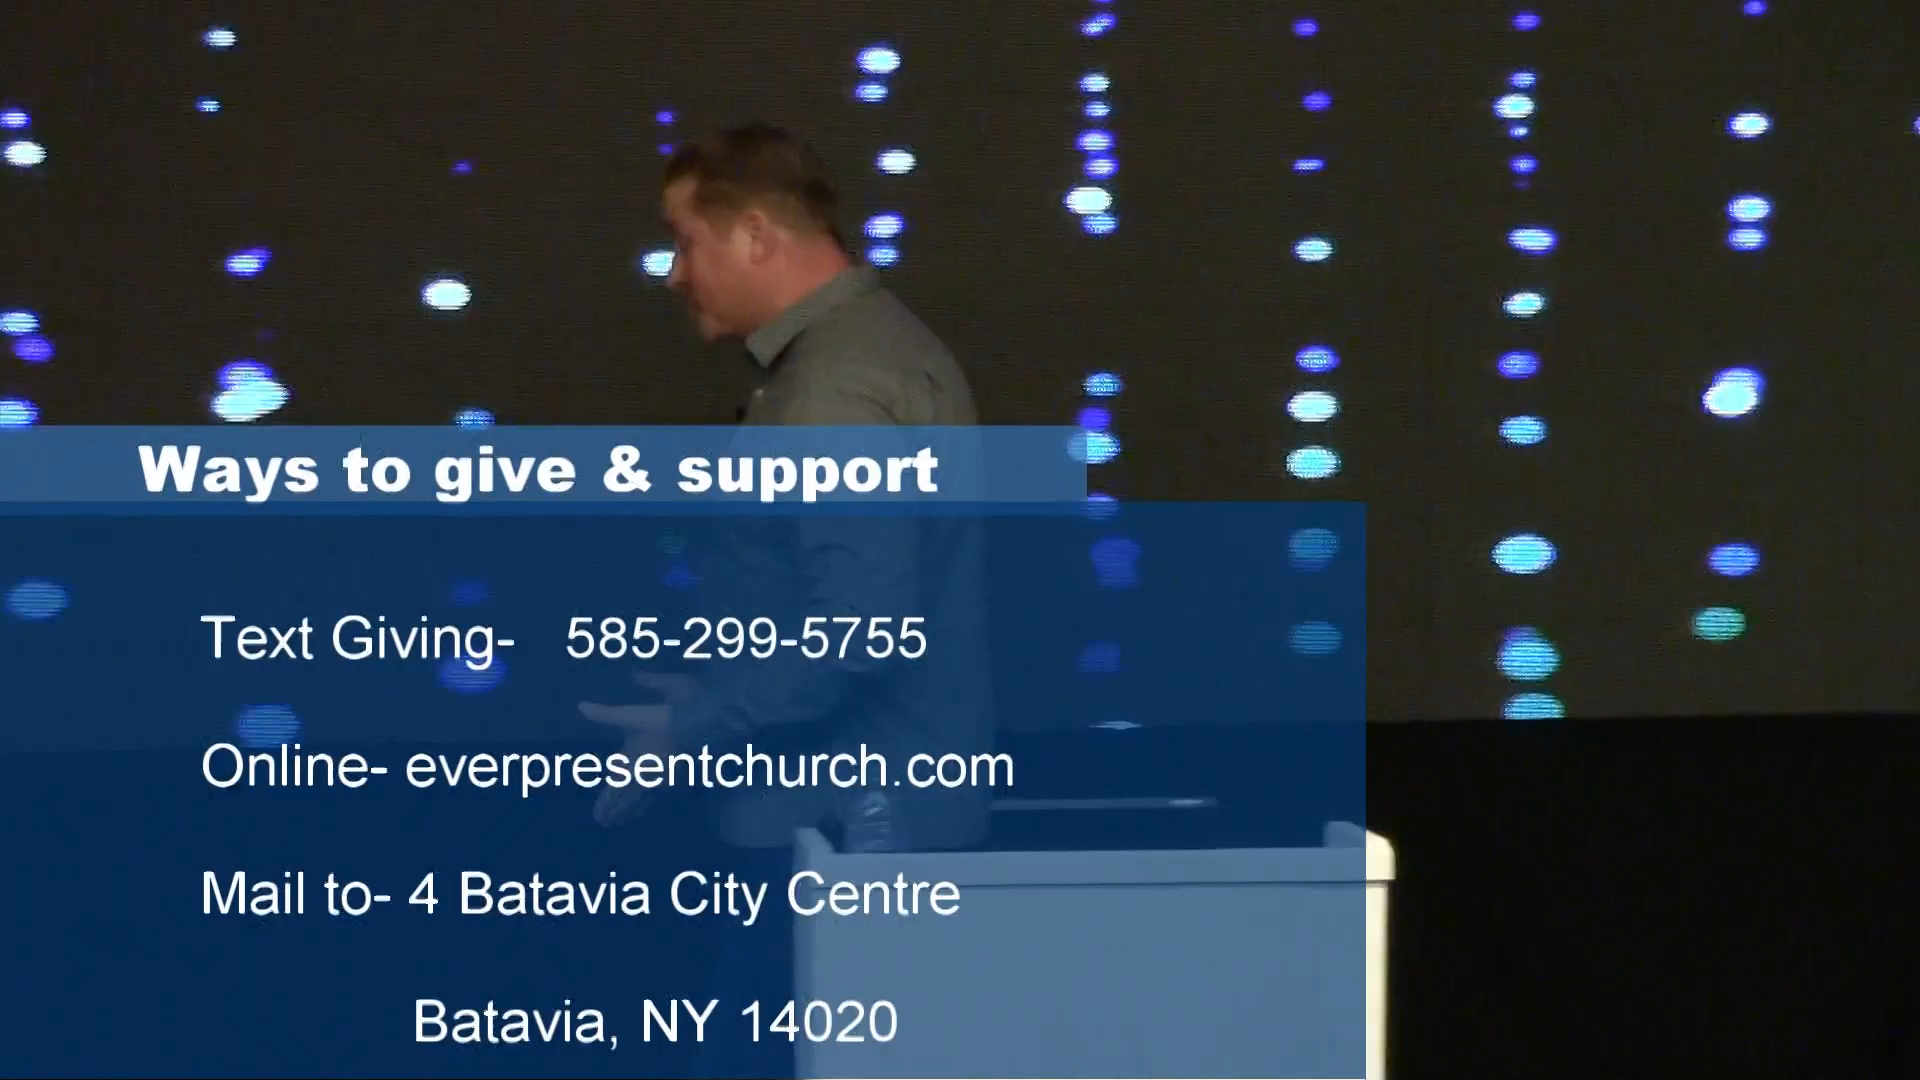 Ways to give & support
Text Giving- 585-299-5755
Online- everpresentchurch.com
Mail to- 4 Batavia City Centre
Batavia, NY 14020